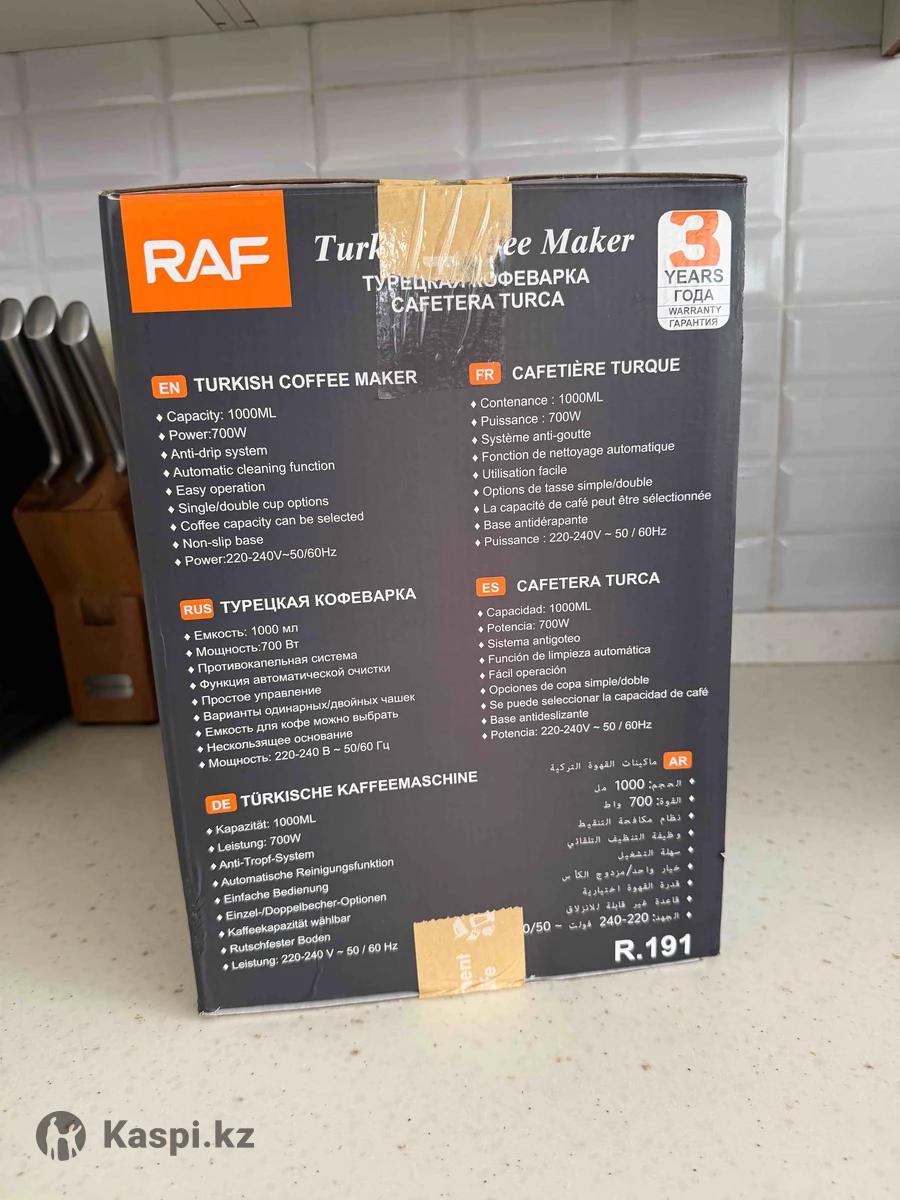 RAF
Turk ee Maker
ТУРЕЦКАЯ КОФЕВАРКА
CAFETERA TURCA
3
YEARS
ГОДА
WARRANTY
ГАРАНТИЯ
EN TURKISH COFFEE MAKER
♦ Capacity: 1000ML
♦ Power:700W
♦ Anti-drip system
♦ Automatic cleaning function
♦ Easy operation
♦ Single/double cup options
♦ Coffee capacity can be selected
♦ Non-slip base
♦ Power:220-240V~50/60Hz
FR CAFETIÈRE TURQUE
♦ Contenance : 1000ML
♦ Puissance : 700W
♦ Système anti-goutte
♦ Fonction de nettoyage automatique
♦ Utilisation facile
♦ Options de tasse simple/double
♦ La capacité de café peut être sélectionnée
♦ Base antidérapante
♦ Puissance : 220-240V ~ 50 / 60Hz
RUS ТУРЕЦКАЯ КОФЕВАРКА
♦ Емкость: 1000 мл
♦ Мощность:700 Вт
♦ Противокапельная система
♦ Функция автоматической очистки
♦ Простое управление
♦ Варианты одинарных/двойных чашек
♦ Емкость для кофе можно выбрать
♦ Нескользящее основание
♦ Мощность: 220-240 В ~ 50/60 Гц
ES CAFETERA TURCA
♦ Capacidad: 1000ML
♦ Potencia: 700W
♦ Sistema antigoteo
♦ Función de limpieza automática
♦ Fácil operación
♦ Opciones de copa simple/doble
♦ Se puede seleccionar la capacidad de café
♦ Base antideslizante
♦ Potencia: 220-240V ~ 50 / 60Hz
DE TÜRKISCHE KAFFEEMASCHINE
♦ Kapazität: 1000ML
♦ Leistung: 700W
♦ Anti-Tropf-System
♦ Automatische Reinigungsfunktion
♦ Einfache Bedienung
♦ Einzel-/Doppelbecher-Optionen
♦ Kaffeekapazität wählbar
♦ Rutschfester Boden
♦ Leistung: 220-240 V ~ 50 / 60 Hz
AR ماكينات القهوة التركية
♦ الحجم: 1000 مل
♦ القوة: 700 واط
♦ نظام مكافحة التنقيط
♦ وظيفة التنظيف التلقائي
♦ سهلة التشغيل
♦ خيار واحد/مزدوج الكأس
♦ قدرة القهوة اختيارية
♦ قاعدة غير قابلة للانزلاق
♦ الجهد: 220-240 فولت ~ 50/0
R.191
Kaspi.kz